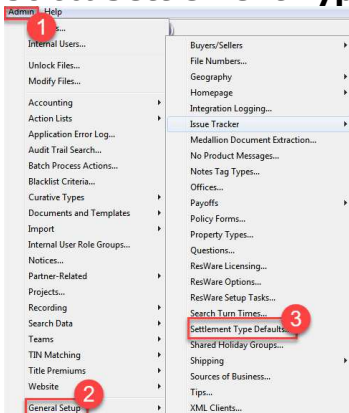 Admin Help
1
Internal Users...
Unlock Files...
Modify Files...
Accounting
Action Lists
Application Error Log...
Audit Trail Search...
Batch Process Actions...
Blacklist Criteria...
Curative Types
Documents and Templates
Import
Internal User Role Groups...
Notices...
Partner-Related
Projects...
Recording
Search Data
Teams
TIN Matching
Title Premiums
Website
2
General Setup
Buyers/Sellers
File Numbers...
Geography
Homepage
Integration Logging...
Issue Tracker
Medallion Document Extraction...
No Product Messages...
Notes Tag Types...
Offices...
Payoffs
Policy Forms...
Property Types...
Questions...
ResWare Licensing...
ResWare Options...
ResWare Setup Tasks...
Search Turn Times...
3
Settlement Type Defaults...
Shared Holiday Groups...
Shipping
Sources of Business...
Tips...
XML Clients...